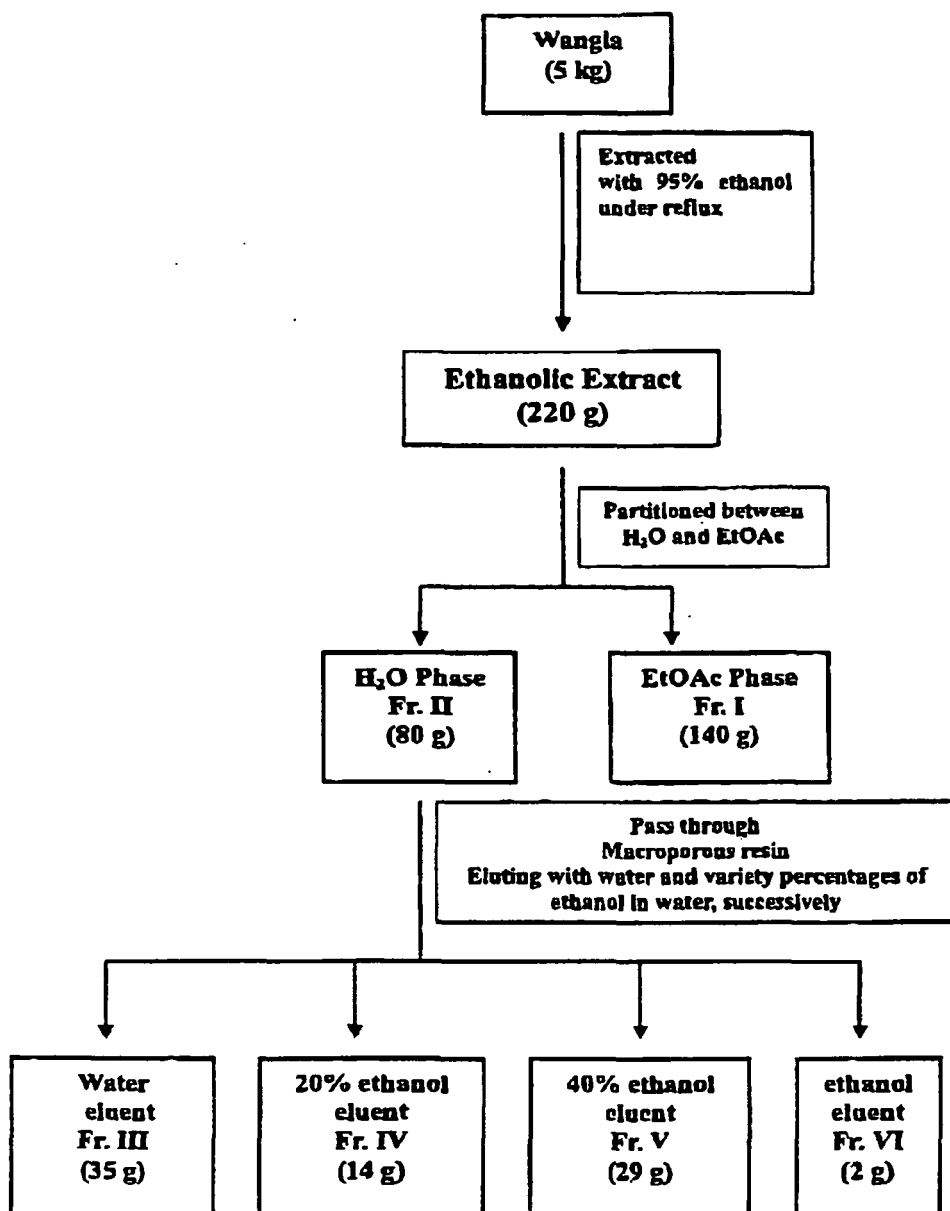 Wangla
(5 kg)
Extracted
with 95% ethanol
under reflux
Ethanolic Extract
(220 g)
Partitioned between
H₂O and EtOAc
H₂O Phase
Fr. II
(80 g)
EtOAc Phase
Fr. I
(140 g)
Pass through
Macroporous resin
Eluting with water and variety percentages of
ethanol in water, successively
Water
eluent
Fr. III
(35 g)
20% ethanol
eluent
Fr. IV
(14 g)
40% ethanol
eluent
Fr. V
(29 g)
ethanol
eluent
Fr. VI
(2 g)